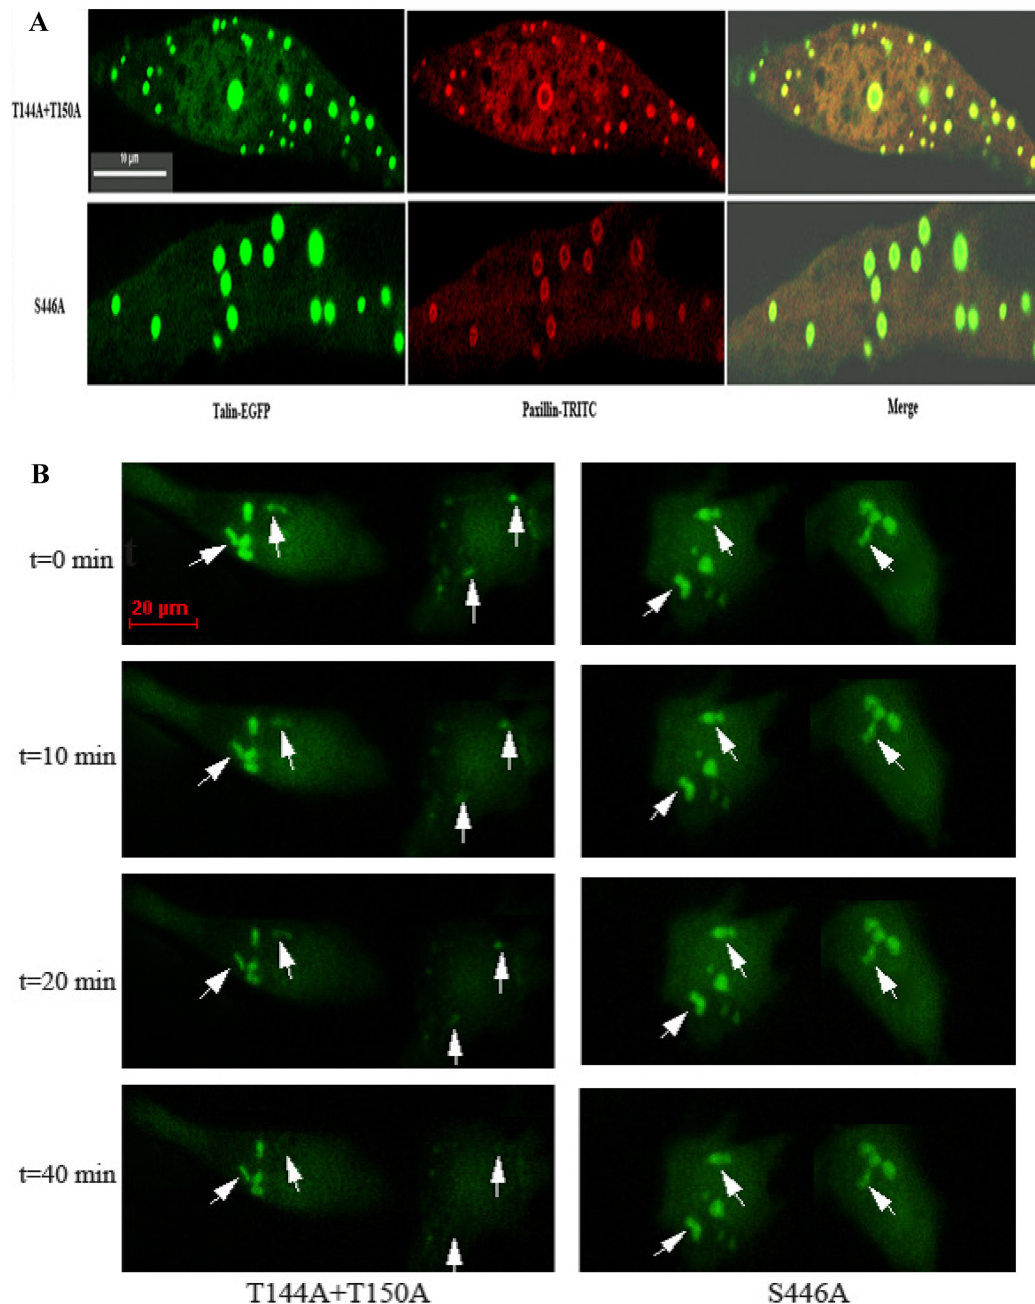 A
T144A+T150A
10 µm
S446A
Talin-EGFP Paxillin-TRITC Merge
B
t=0 min
t
20 µm
t=10 min
t=20 min
t=40 min
T144A+T150A S446A